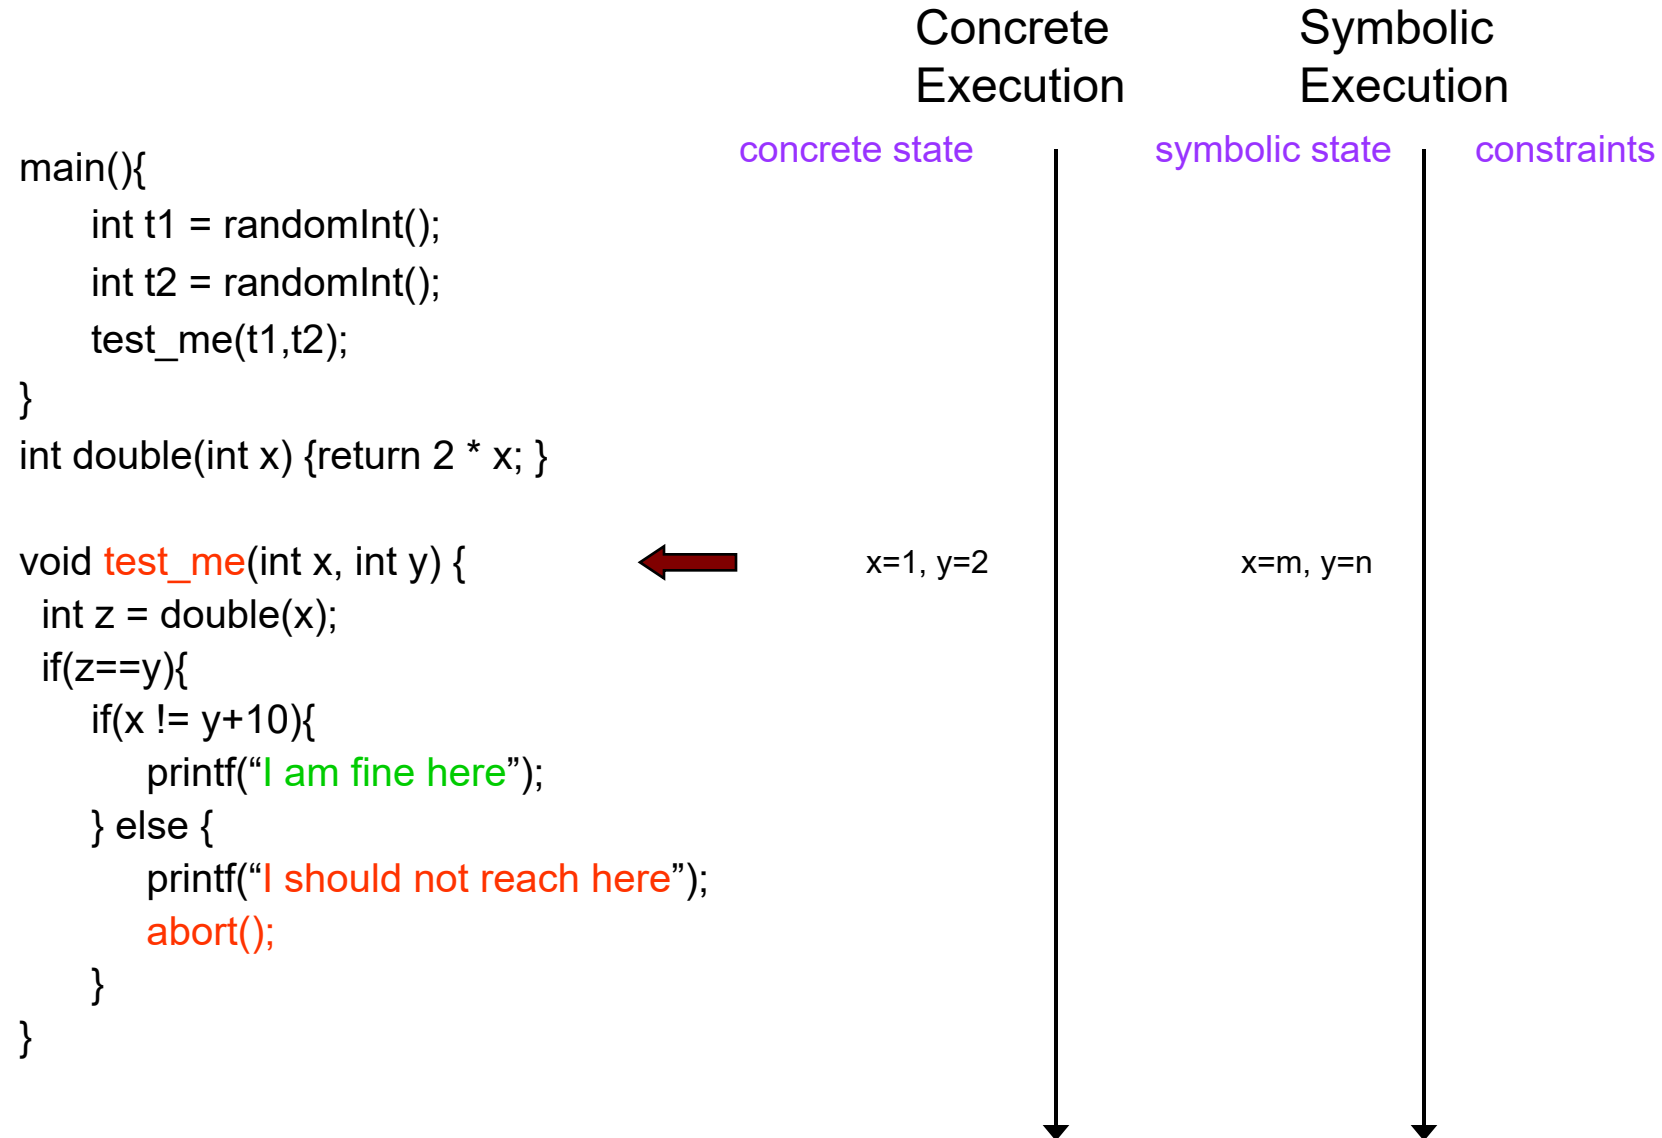 Concrete Execution
Symbolic Execution
concrete state
symbolic state
constraints
main(){
int t1 = randomInt();
int t2 = randomInt();
test_me(t1,t2);
}
int double(int x) {return 2 * x; }
void test_me(int x, int y) {
x=1, y=2
x=m, y=n
int z = double(x);
if(z==y){
if(x != y+10){
printf(“I am fine here”);
} else {
printf(“I should not reach here”);
abort();
}
}